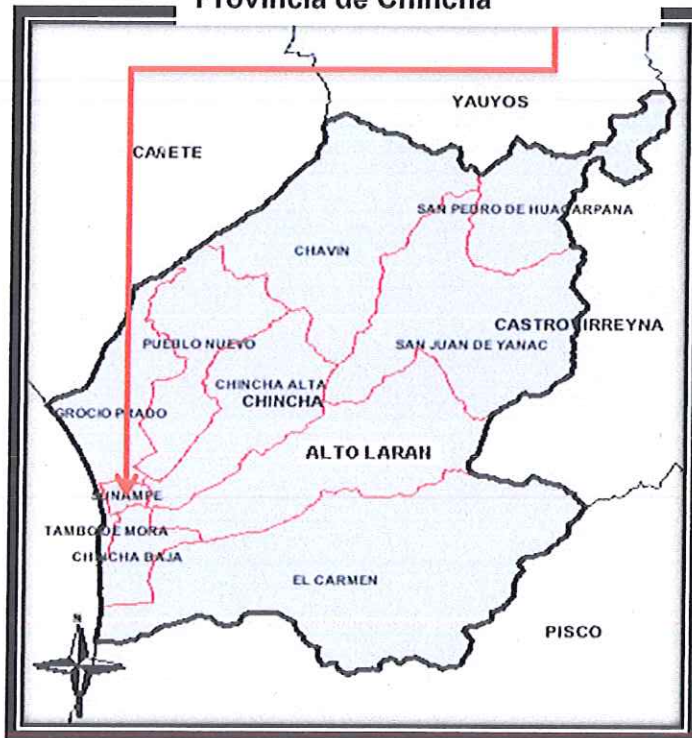 Provincia de Chincha
YAUYOS
CAÑETE
SAN PEDRO DE HUACARPANA
CHAVIN
CASTROVIRREYNA
PUEBLO NUEVO
SAN JUAN DE YANAC
CHINCHA ALTA
CHINCHA
GROCIO PRADO
ALTO LARAN
SUNAMPE
TAMBO DE MORA
CHINCHA BAJA
EL CARMEN
N
PISCO